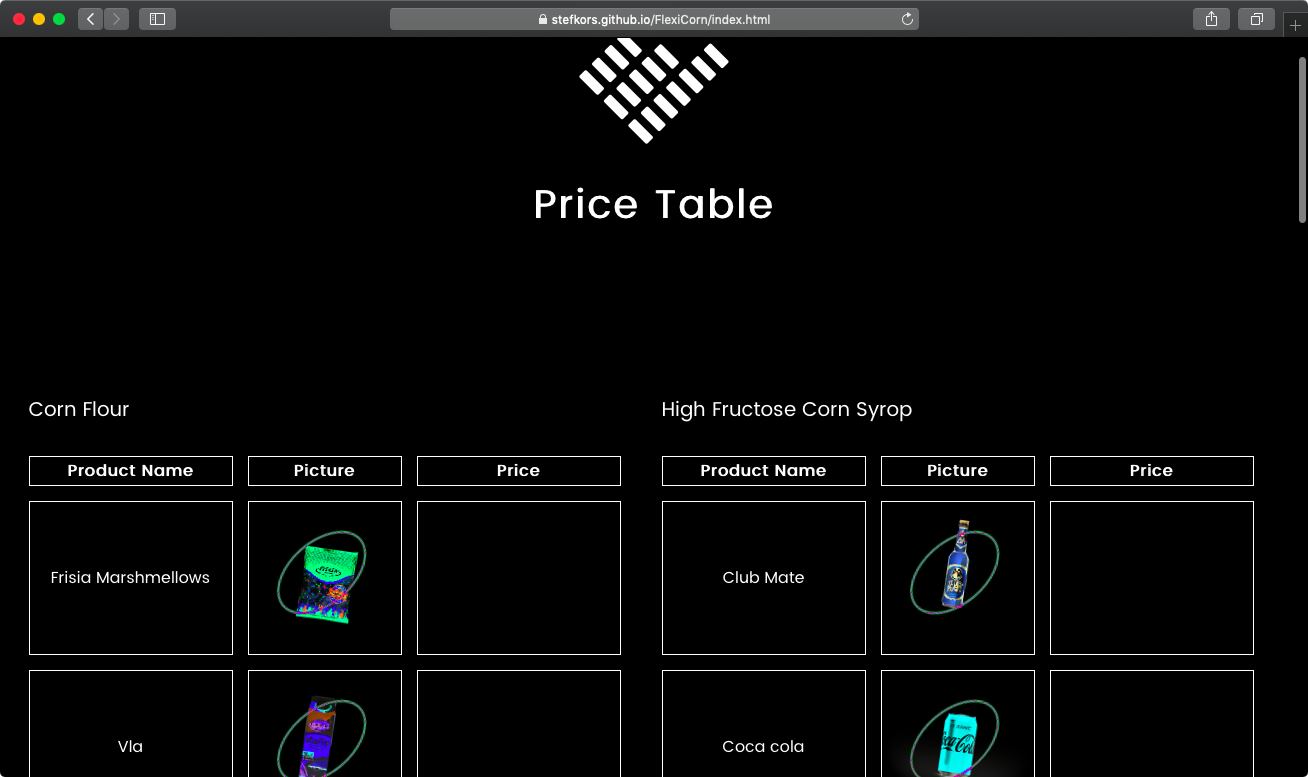 stefkors.github.io/FlexiCorn/index.html
Price Table
Corn Flour
Product Name
Picture
Price
Frisia Marshmellows
Vla
High Fructose Corn Syrop
Product Name
Picture
Price
Club Mate
Coca cola